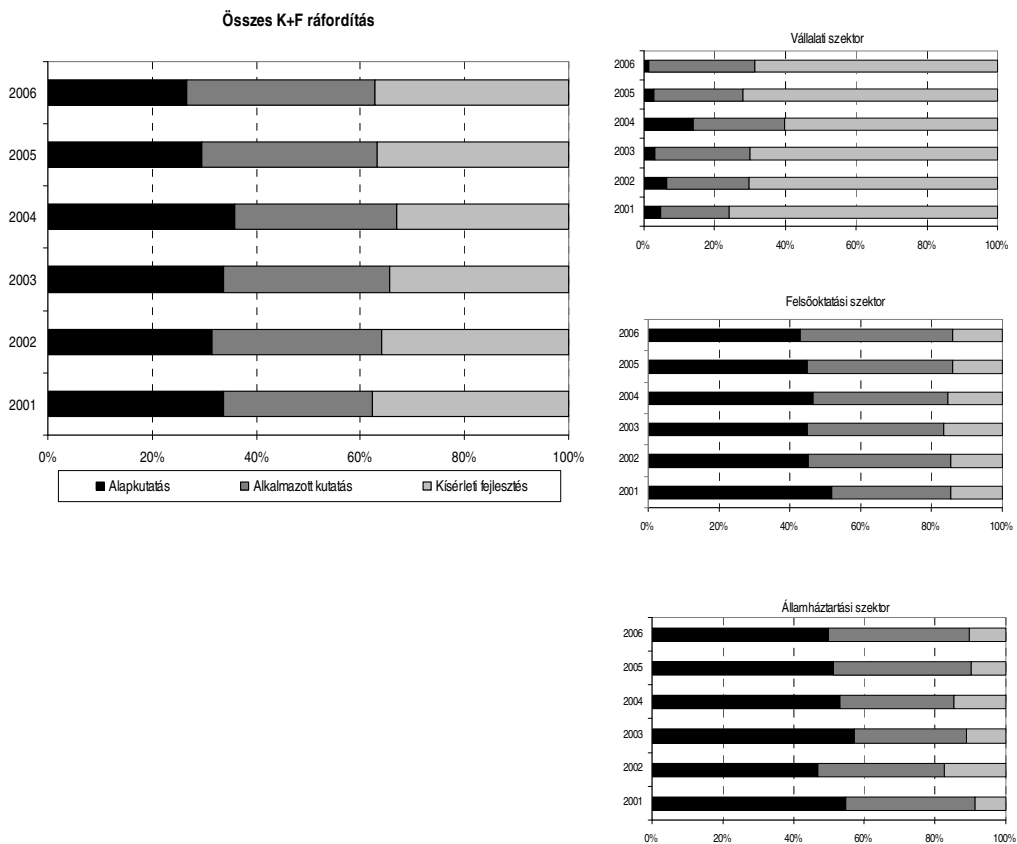 Összes K+F ráfordítás
2006
2005
2004
2003
2002
2001
0% 20% 40% 60% 80% 100%
Alapkutatás Alkalmazott kutatás Kísérleti fejlesztés
Vállalati szektor
2006
2005
2004
2003
2002
2001
0% 20% 40% 60% 80% 100%
Felsőoktatási szektor
2006
2005
2004
2003
2002
2001
0% 20% 40% 60% 80% 100%
Államháztartási szektor
2006
2005
2004
2003
2002
2001
0% 20% 40% 60% 80% 100%